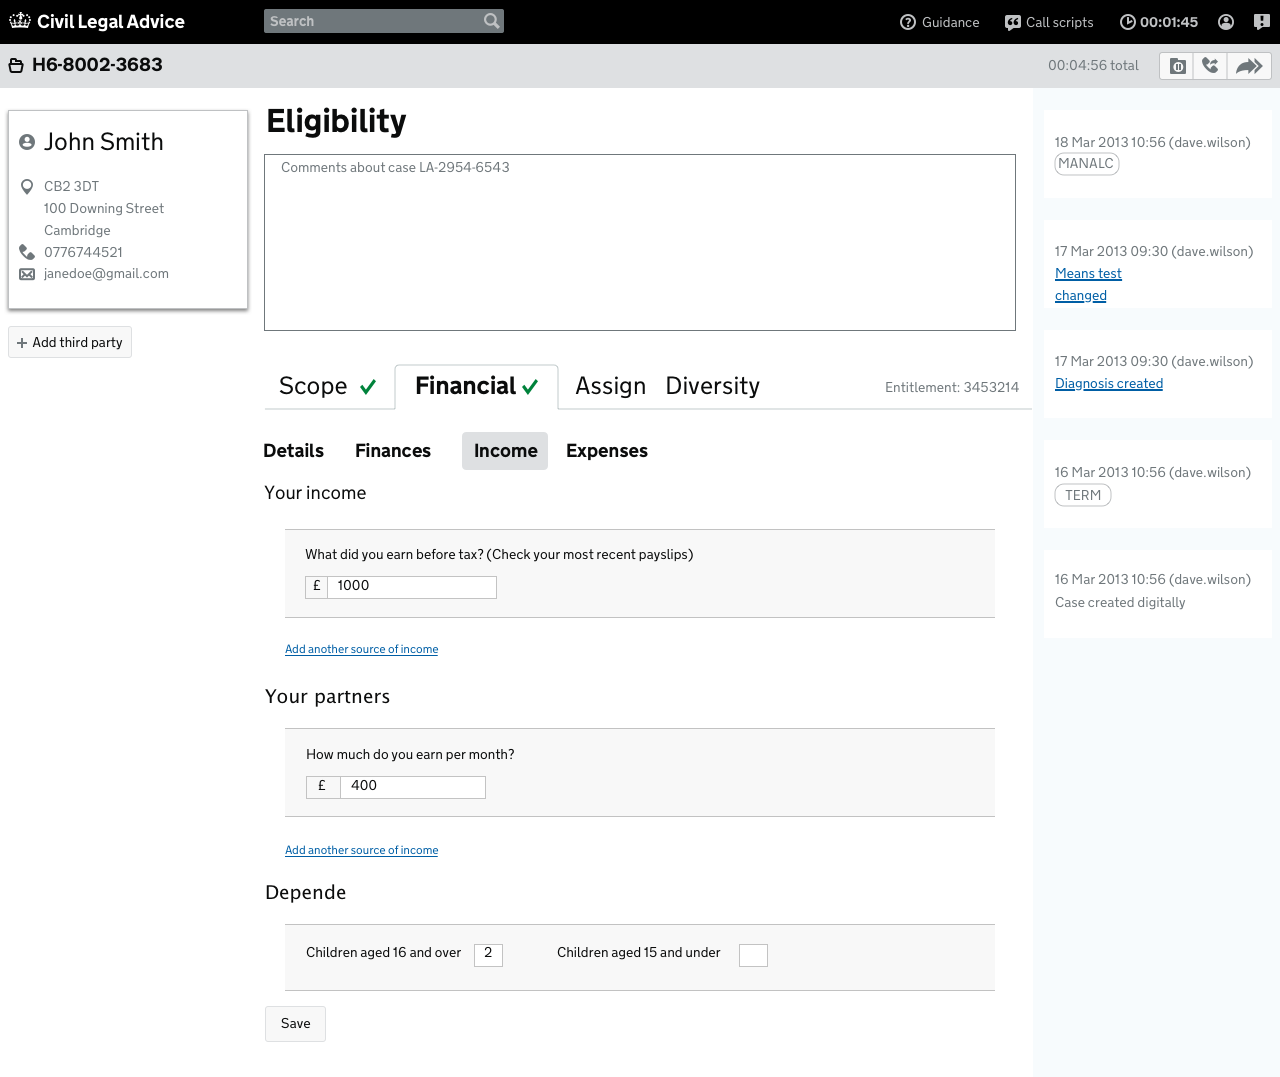 Civil Legal Advice
Search
Guidance
Call scripts
00:01:45
H6-8002-3683
00:04:56 total
John Smith
CB2 3DT
100 Downing Street
Cambridge
0776744521
janedoe@gmail.com
+ Add third party
Eligibility
Comments about case LA-2954-6543
Scope
Financial
Assign
Diversity
Entitlement: 3453214
Details
Finances
Income
Expenses
Your income
What did you earn before tax? (Check your most recent payslips)
£ 1000
Add another source of income
Your partners
How much do you earn per month?
£ 400
Add another source of income
Depende
Children aged 16 and over 2
Children aged 15 and under
Save
18 Mar 2013 10:56 (dave.wilson)
MANALC
17 Mar 2013 09:30 (dave.wilson)
Means test
changed
17 Mar 2013 09:30 (dave.wilson)
Diagnosis created
16 Mar 2013 10:56 (dave.wilson)
TERM
16 Mar 2013 10:56 (dave.wilson)
Case created digitally